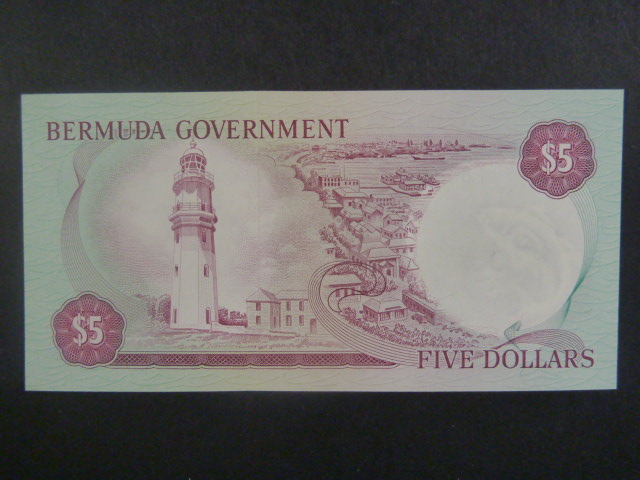 BERMUDA GOVERNMENT
$5
$5
FIVE DOLLARS